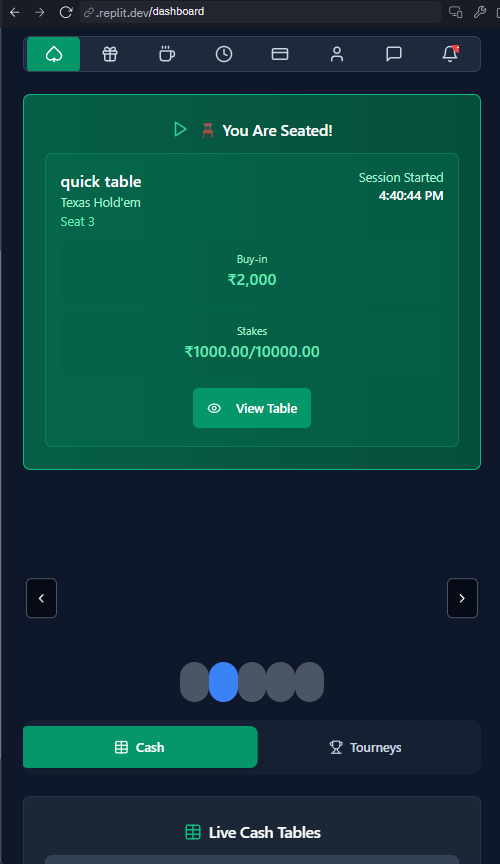 .replit.dev/dashboard
You Are Seated!
quick table
Session Started
Texas Hold'em
4:40:44 PM
Seat 3
Buy-in
₹2,000
Stakes
₹1000.00/10000.00
View Table
Cash
Tourneys
Live Cash Tables